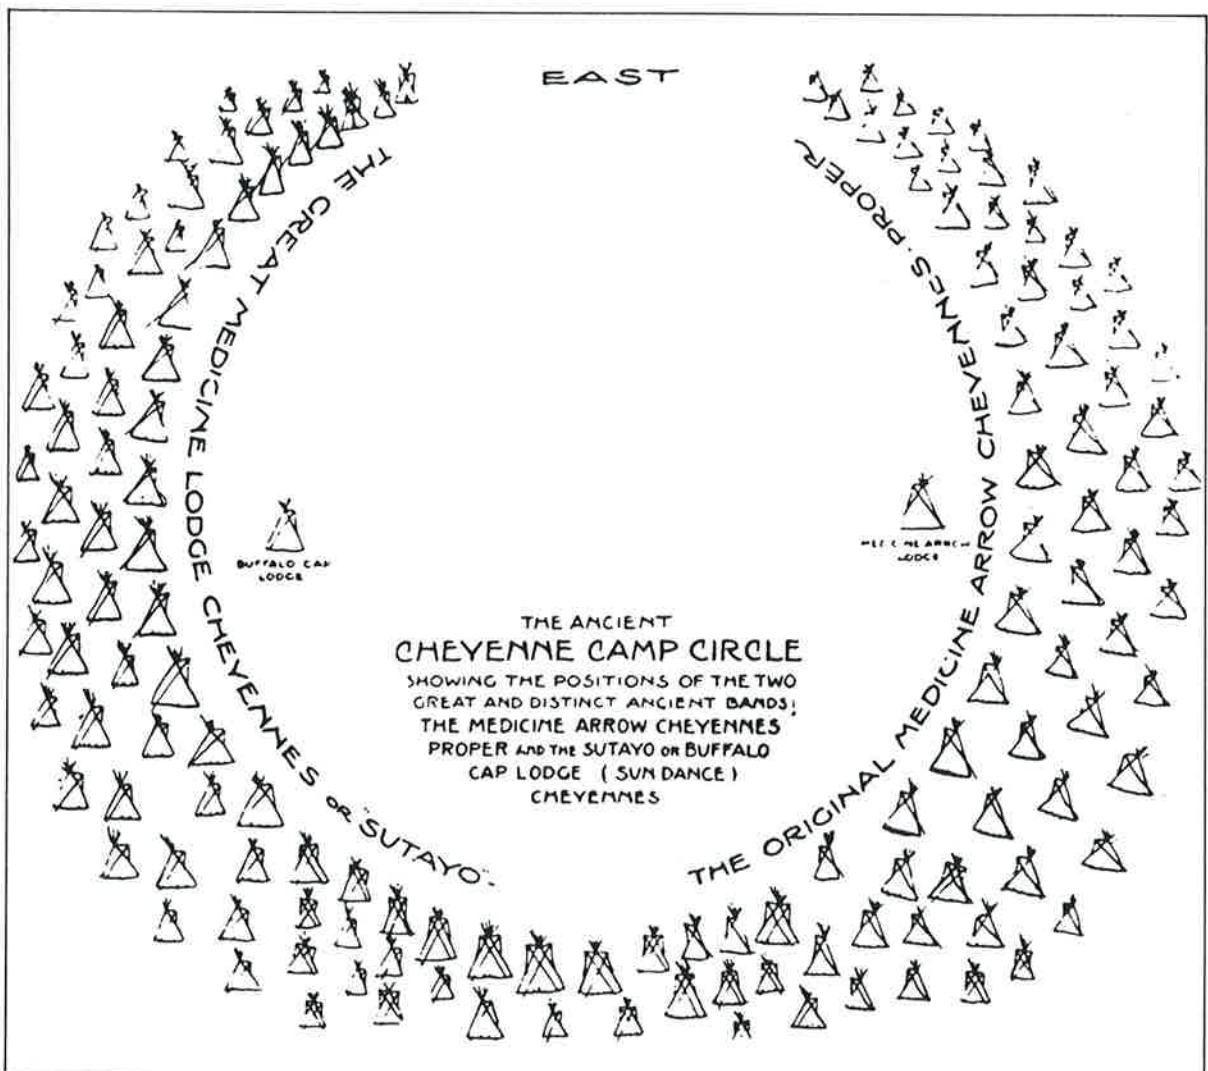 EAST
THE GREAT MEDICINE LODGE CHEYENNES OR "SUTAYO"
THE ORIGINAL MEDICINE ARROW CHEYENNES · PROPER
BUFFALO CAP
LODGE
MEDICINE ARROW
LODGE
THE ANCIENT
CHEYENNE CAMP CIRCLE
SHOWING THE POSITIONS OF THE TWO
GREAT AND DISTINCT ANCIENT BANDS;
THE MEDICINE ARROW CHEYENNES
PROPER AND THE SUTAYO OR BUFFALO
CAP LODGE (SUN DANCE)
CHEYENNES